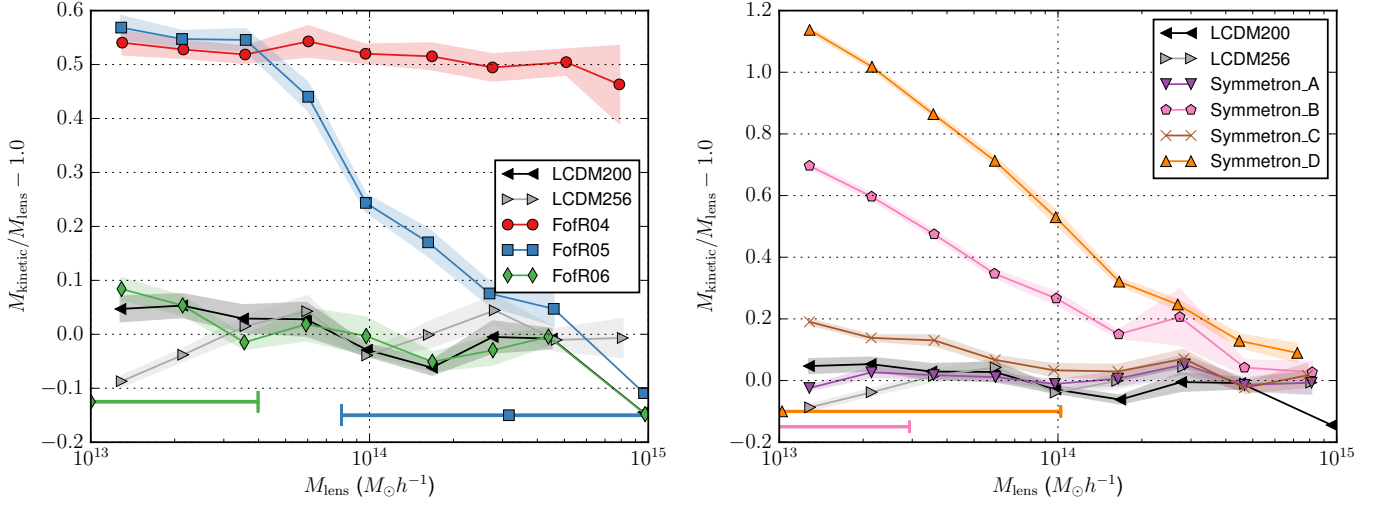 0.6
0.5
0.4
0.3
0.2
0.1
0.0
−0.1
−0.2
M_kinetic/M_lens − 1.0
10^13
10^14
10^15
M_lens (M_⊙h^−1)
LCDM200
LCDM256
FofR04
FofR05
FofR06
1.2
1.0
0.8
0.6
0.4
0.2
0.0
−0.2
M_kinetic/M_lens − 1.0
10^13
10^14
10^15
M_lens (M_⊙h^−1)
LCDM200
LCDM256
Symmetron_A
Symmetron_B
Symmetron_C
Symmetron_D